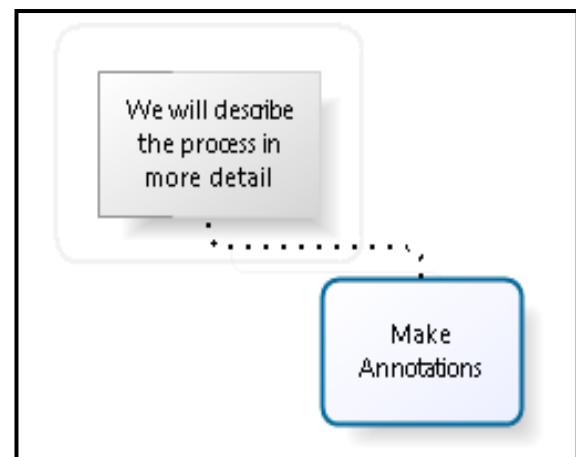 We will describe
the process in
more detail
Make
Annotations